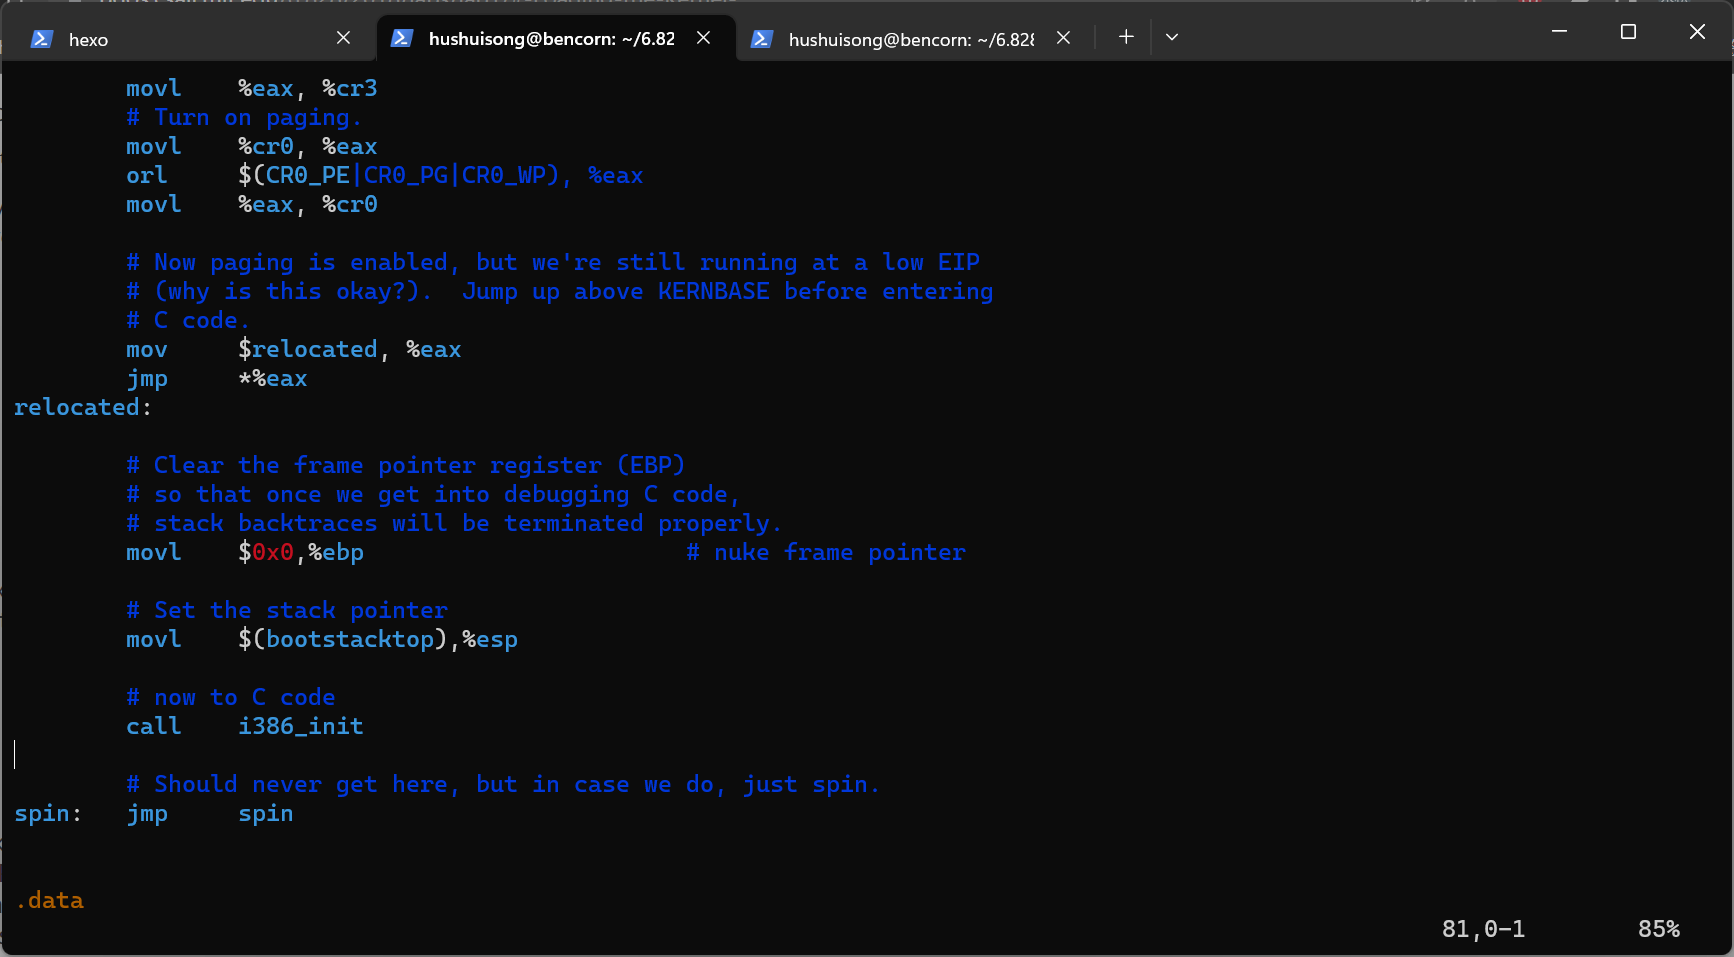 hexo
hushuisong@bencorn: ~/6.82
hushuisong@bencorn: ~/6.828
movl %eax, %cr3
# Turn on paging.
movl %cr0, %eax
orl $(CR0_PE|CR0_PG|CR0_WP), %eax
movl %eax, %cr0
# Now paging is enabled, but we're still running at a low EIP
# (why is this okay?). Jump up above KERNBASE before entering
# C code.
mov $relocated, %eax
jmp *%eax
relocated:
# Clear the frame pointer register (EBP)
# so that once we get into debugging C code,
# stack backtraces will be terminated properly.
movl $0x0,%ebp # nuke frame pointer
# Set the stack pointer
movl $(bootstacktop),%esp
# now to C code
call i386_init
# Should never get here, but in case we do, just spin.
spin: jmp spin
.data
81,0-1 85%